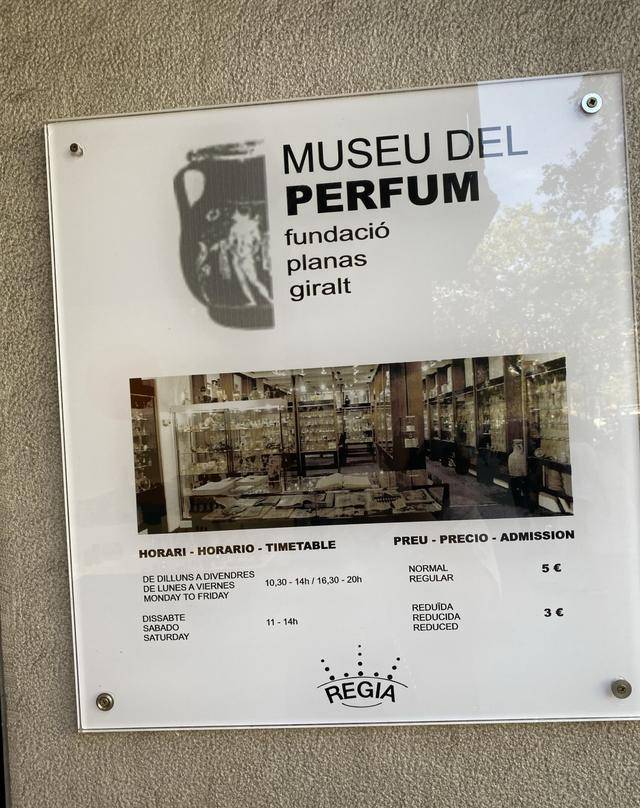 MUSEU DEL
PERFUM
fundació
planas
giralt
HORARI - HORARIO - TIMETABLE
DE DILLUNS A DIVENDRES
DE LUNES A VIERNES
MONDAY TO FRIDAY
10,30 - 14h / 16,30 - 20h
DISSABTE
SABADO
SATURDAY
11 - 14h
PREU - PRECIO - ADMISSION
NORMAL
REGULAR
5 €
REDUÏDA
REDUCIDA
REDUCED
3 €
REGIA